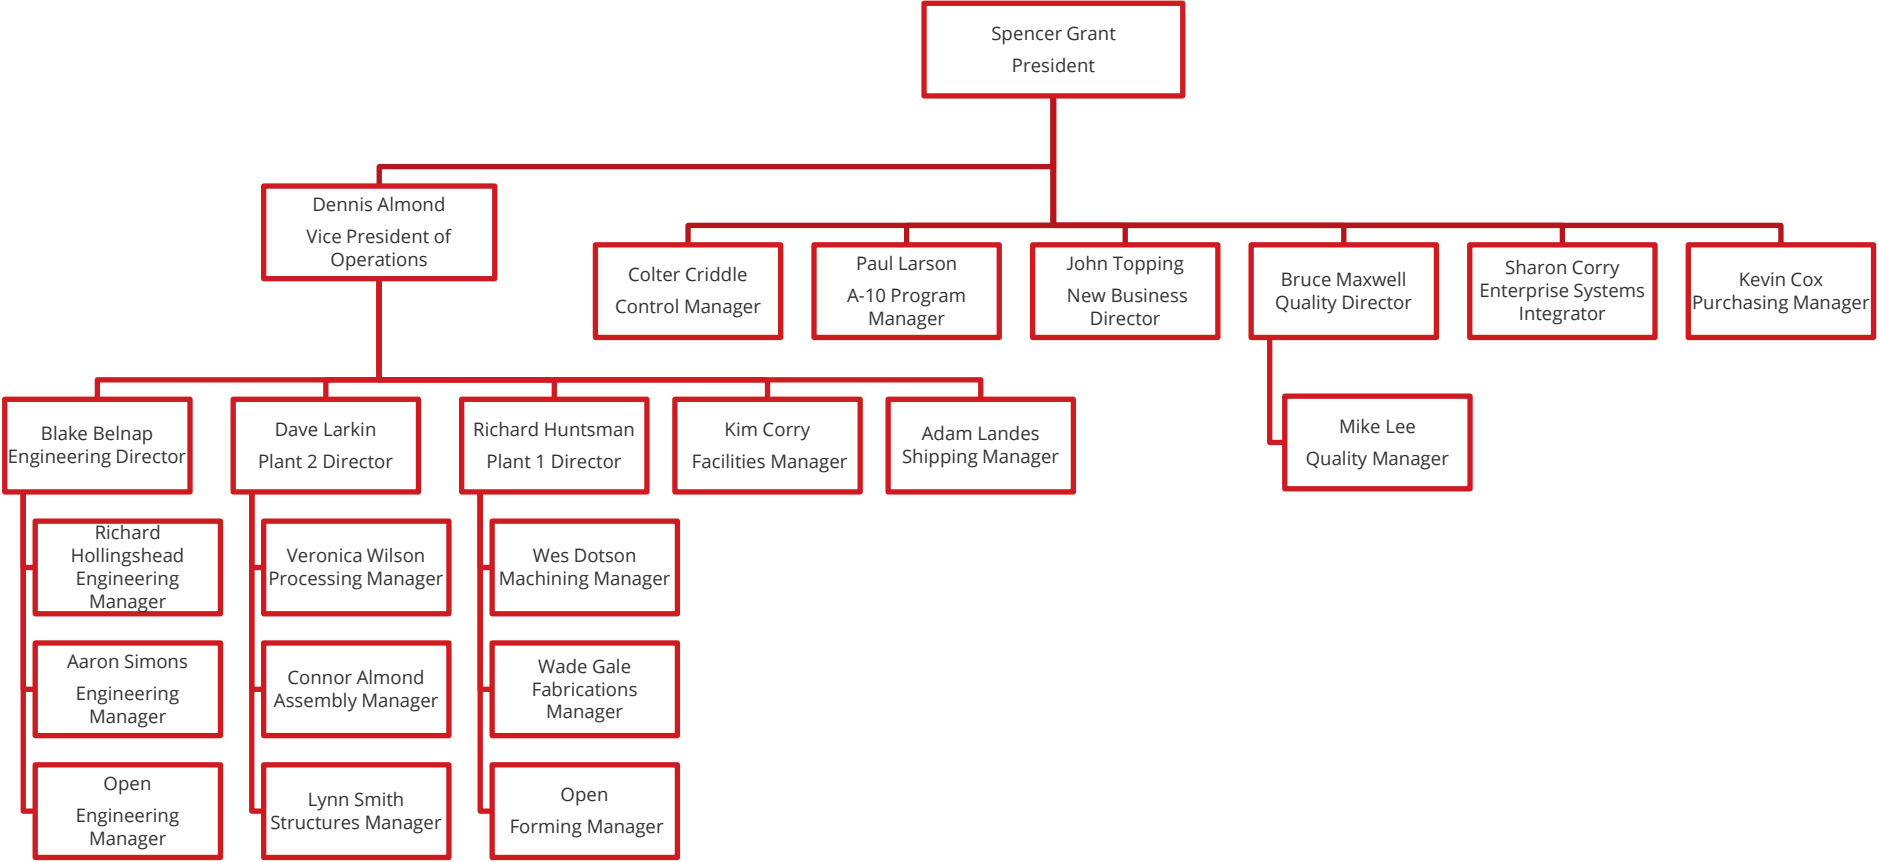 Spencer Grant
President
Dennis Almond
Vice President of
Operations
Colter Criddle
Control Manager
Paul Larson
A-10 Program
Manager
John Topping
New Business
Director
Bruce Maxwell
Quality Director
Sharon Corry
Enterprise Systems
Integrator
Kevin Cox
Purchasing Manager
Blake Belnap
Engineering Director
Dave Larkin
Plant 2 Director
Richard Huntsman
Plant 1 Director
Kim Corry
Facilities Manager
Adam Landes
Shipping Manager
Mike Lee
Quality Manager
Richard
Hollingshead
Engineering
Manager
Veronica Wilson
Processing Manager
Wes Dotson
Machining Manager
Aaron Simons
Engineering
Manager
Connor Almond
Assembly Manager
Wade Gale
Fabrications
Manager
Open
Engineering
Manager
Lynn Smith
Structures Manager
Open
Forming Manager